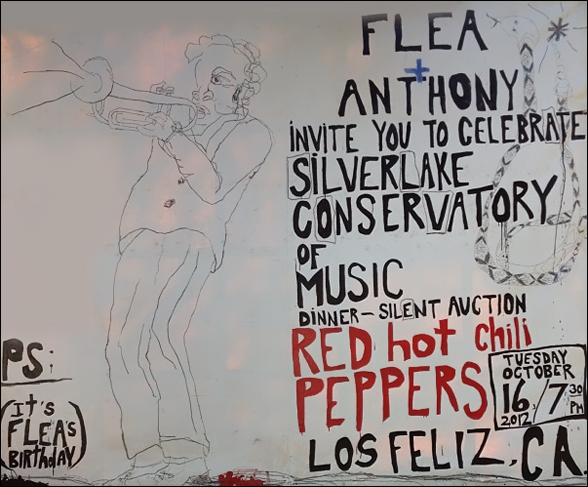 FLEA
+
ANTHONY
iNVITE YOU TO CELEBRATE
SiLVERLAKE
CONSERVATORY
OF
MUSIC
DiNNER - SILENT AUCTION
RED hot chili
PEPPERS
TUESDAY
OCTOBER
16, / 7 30 PM
2012
LOS FELIZ, CA.
PS:
(It's
FLEA'S
BIRthdAY)